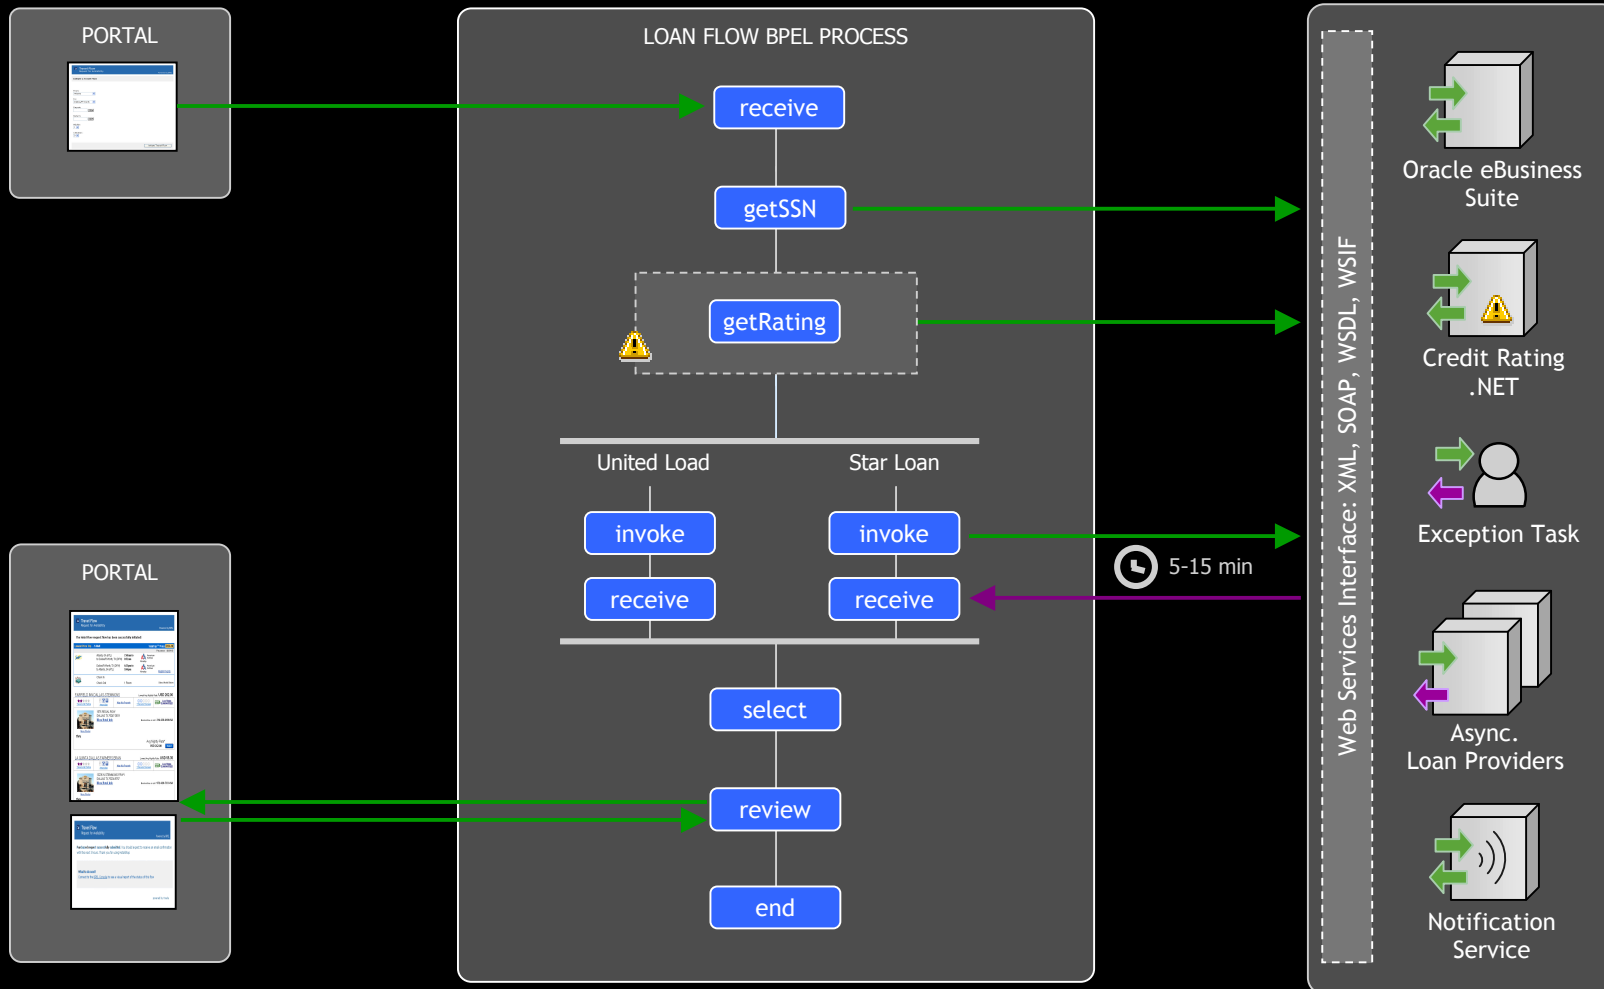 PORTAL
LOAN FLOW BPEL PROCESS
receive
getSSN
getRating
United Load
Star Loan
invoke
invoke
receive
receive
5-15 min
select
review
end
PORTAL
Web Services Interface: XML, SOAP, WSDL, WSIF
Oracle eBusiness
Suite
Credit Rating
.NET
Exception Task
Async.
Loan Providers
Notification
Service